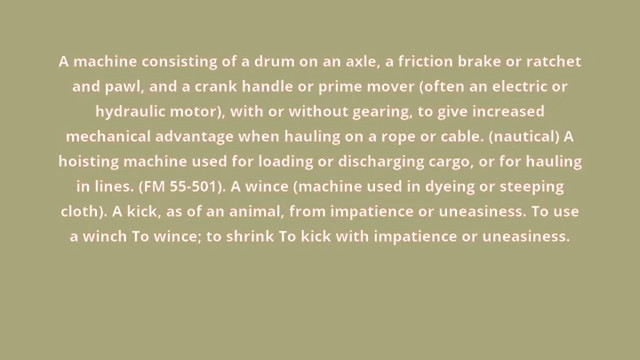 A machine consisting of a drum on an axle, a friction brake or ratchet
and pawl, and a crank handle or prime mover (often an electric or
hydraulic motor), with or without gearing, to give increased
mechanical advantage when hauling on a rope or cable. (nautical) A
hoisting machine used for loading or discharging cargo, or for hauling
in lines. (FM 55-501). A wince (machine used in dyeing or steeping
cloth). A kick, as of an animal, from impatience or uneasiness. To use
a winch To wince; to shrink To kick with impatience or uneasiness.